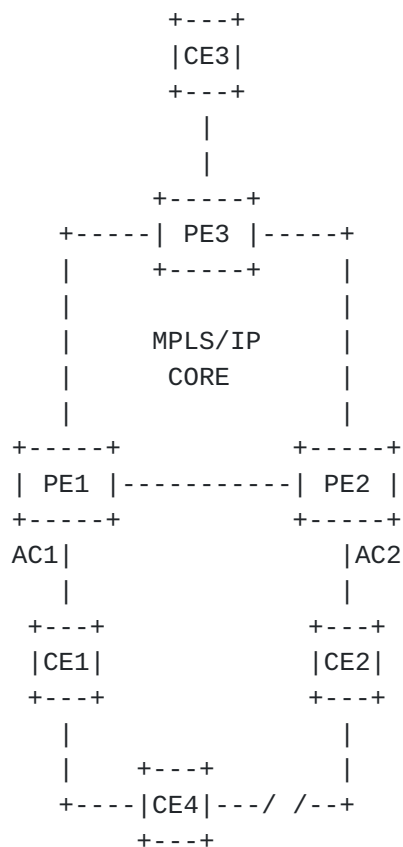 CE3
PE3
MPLS/IP
CORE
PE1 PE2
AC1 AC2
CE1 CE2
CE4